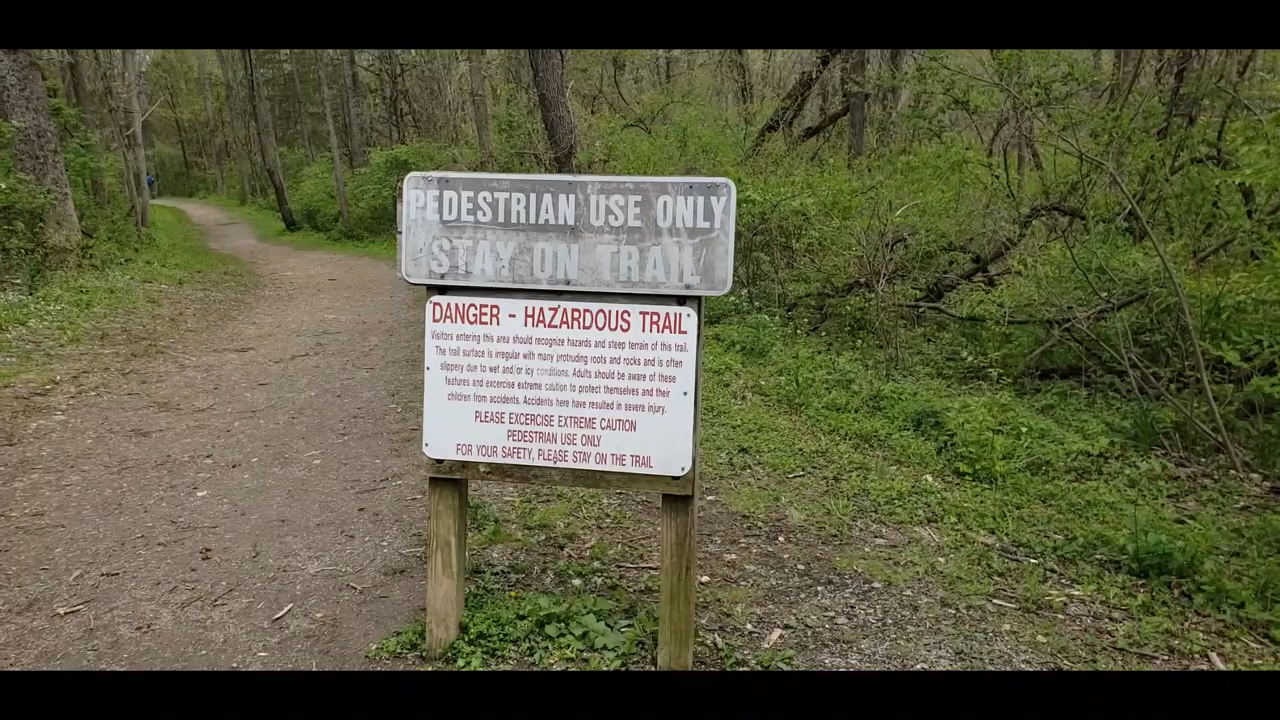 PEDESTRIAN USE ONLY
STAY ON TRAIL
DANGER - HAZARDOUS TRAIL
Visitors entering this area should recognize hazards and steep terrain of this trail.
The trail surface is irregular with many protruding roots and rocks and is often
slippery due to wet and/or icy conditions. Adults should be aware of these
features and excercise extreme caution to protect themselves and their
children from accidents. Accidents here have resulted in severe injury.
PLEASE EXCERCISE EXTREME CAUTION
PEDESTRIAN USE ONLY
FOR YOUR SAFETY, PLEASE STAY ON THE TRAIL